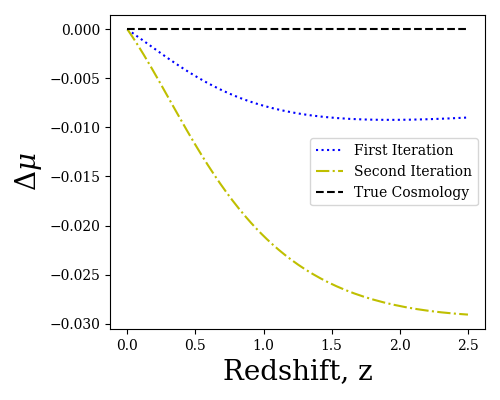 0.000
−0.005
−0.010
−0.015
−0.020
−0.025
−0.030
Δμ
First Iteration
Second Iteration
True Cosmology
0.0 0.5 1.0 1.5 2.0 2.5
Redshift, z